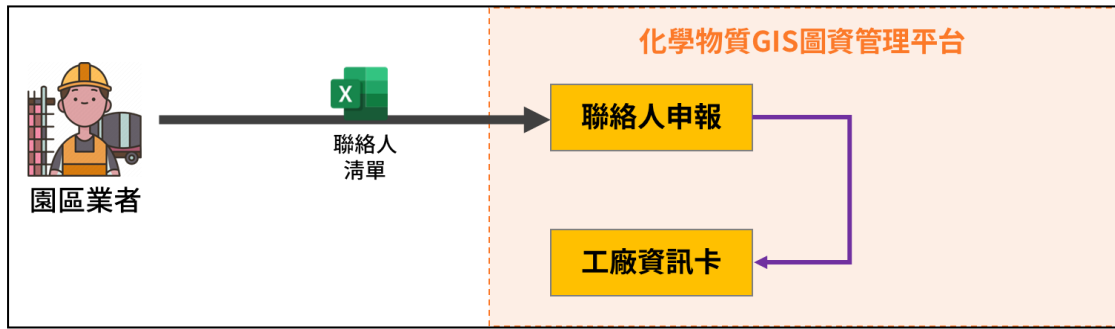 化學物質GIS圖資管理平台
X
聯絡人
清單
聯絡人申報
園區業者
工廠資訊卡